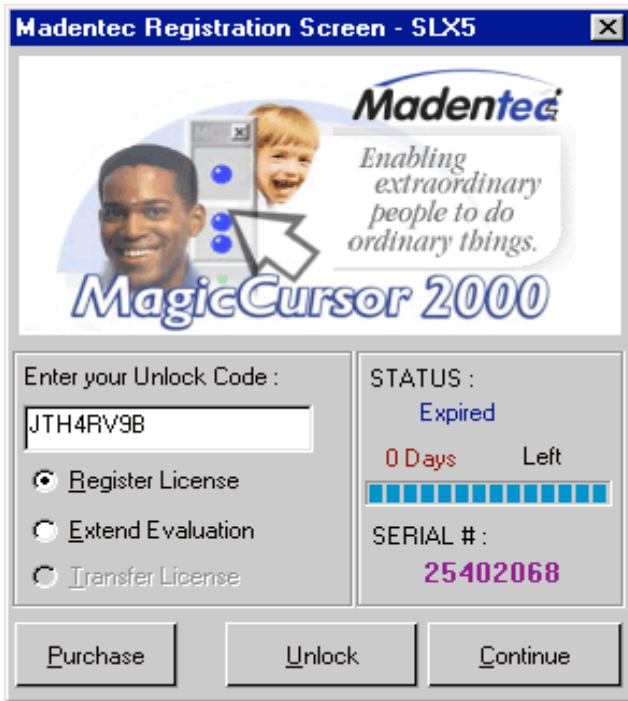 Madentec Registration Screen - SLX5
Madentec
Enabling
extraordinary
people to do
ordinary things.
MagicCursor 2000
Enter your Unlock Code :
JTH4RV9B
Register License
Extend Evaluation
Transfer License
STATUS :
Expired
0 Days Left
SERIAL # :
25402068
Purchase
Unlock
Continue